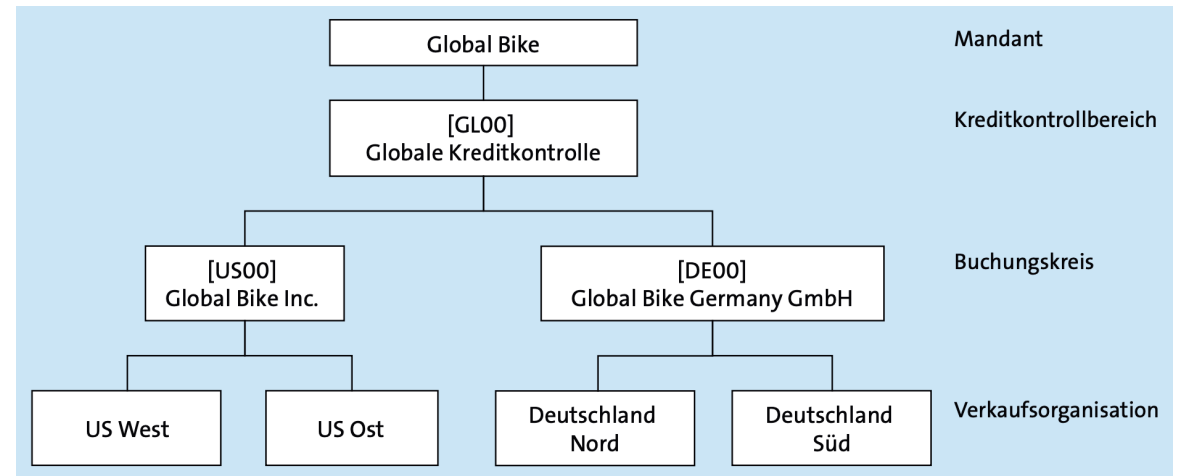 Global Bike
Mandant
[GL00]
Globale Kreditkontrolle
Kreditkontrollbereich
[US00]
Global Bike Inc.
[DE00]
Global Bike Germany GmbH
Buchungskreis
US West
US Ost
Deutschland
Nord
Deutschland
Süd
Verkaufsorganisation